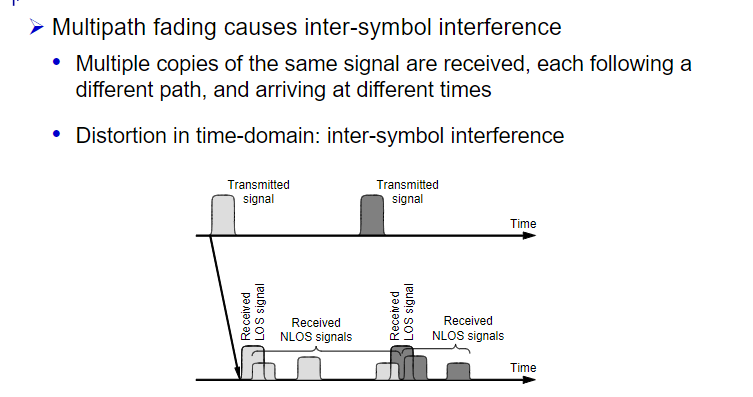 Multipath fading causes inter-symbol interference
Multiple copies of the same signal are received, each following a
different path, and arriving at different times
Distortion in time-domain: inter-symbol interference
Transmitted
signal
Transmitted
signal
Time
Received
LOS signal
Received
NLOS signals
Received
LOS signal
Received
NLOS signals
Time